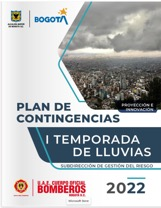 BOGOTÁ
PROYECCIÓN E
INNOVACIÓN
PLAN DE
CONTINGENCIAS
I TEMPORADA
DE LLUVIAS
SUBDIRECCIÓN DE GESTIÓN DEL RIESGO
U.A.E. CUERPO OFICIAL
BOMBEROS
2022